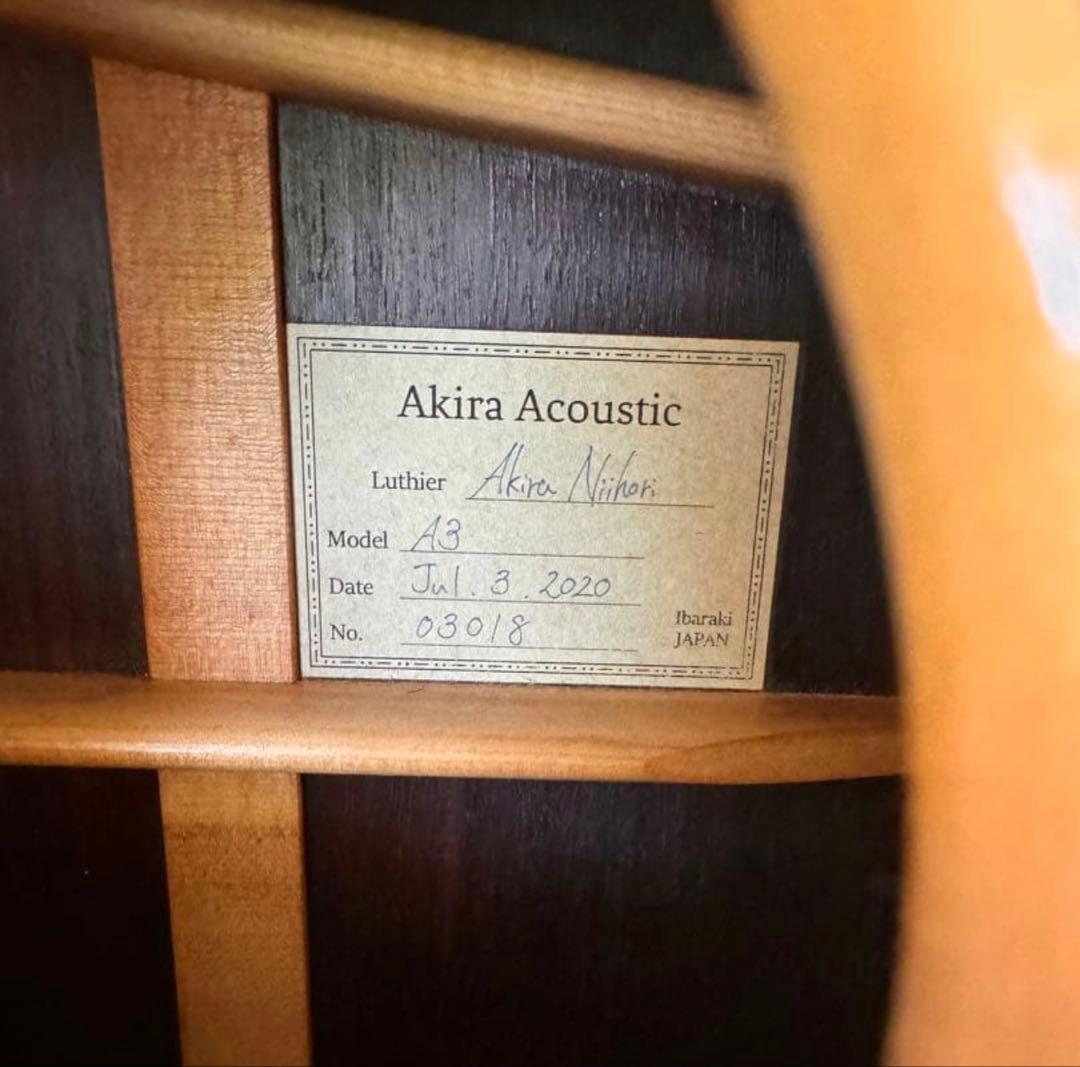 Akira Acoustic
Luthier Akira Niihori
Model A3
Date Jul. 3. 2020
No. 03018
Ibaraki
JAPAN